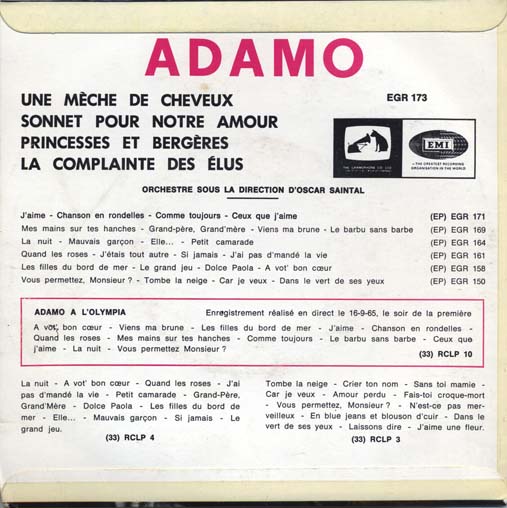 ADAMO
UNE MÈCHE DE CHEVEUX
EGR 173
SONNET POUR NOTRE AMOUR
PRINCESSES ET BERGÈRES
LA COMPLAINTE DES ÉLUS
EMI
THE GRAMOPHONE CO LTD
THE GREATEST RECORDING
ORGANISATION IN THE WORLD
ORCHESTRE SOUS LA DIRECTION D'OSCAR SAINTAL
J'aime - Chanson en rondelles - Comme toujours - Ceux que j'aime (EP) EGR 171
Mes mains sur tes hanches - Grand-père, Grand'mère - Viens ma brune - Le barbu sans barbe (EP) EGR 169
La nuit - Mauvais garçon - Elle... - Petit camarade (EP) EGR 164
Quand les roses - J'étais tout autre - Si jamais - J'ai pas d'mandé la vie (EP) EGR 161
Les filles du bord de mer - Le grand jeu - Dolce Paola - A vot' bon cœur (EP) EGR 158
Vous permettez, Monsieur ? - Tombe la neige - Car je veux - Dans le vert de ses yeux (EP) EGR 150
ADAMO A L'OLYMPIA Enregistrement réalisé en direct le 16-9-65, le soir de la première
A vot' bon cœur - Viens ma brune - Les filles du bord de mer - J'aime - Chanson en rondelles -
Quand les roses - Mes mains sur tes hanches - Comme toujours - Le barbu sans barbe - Ceux que
j'aime - La nuit - Vous permettez Monsieur ?
(33) RCLP 10
La nuit - A vot' bon cœur - Quand les roses - J'ai
pas d'mandé la vie - Petit camarade - Grand-Père,
Grand'Mère - Dolce Paola - Les filles du bord de
mer - Elle... - Mauvais garçon - Si jamais - Le
grand jeu.
(33) RCLP 4
Tombe la neige - Crier ton nom - Sans toi mamie -
Car je veux - Amour perdu - Fais-toi croque-mort
- Vous permettez, Monsieur ? - N'est-ce pas mer-
veilleux - En blue jeans et blouson d'cuir - Dans le
vert de ses yeux - Laissons dire - J'aime une fleur.
(33) RCLP 3